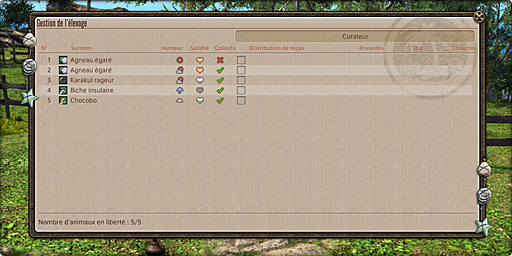 Gestion de l'élevage
Curateur
N° Surnom Humeur Satiété Collecte Distribution de repas Possédés État Collectés
1 Agneau égaré
2 Agneau égaré
3 Karakul rageur
4 Biche insulaire
5 Chocobo
Nombre d'animaux en liberté : 5/5